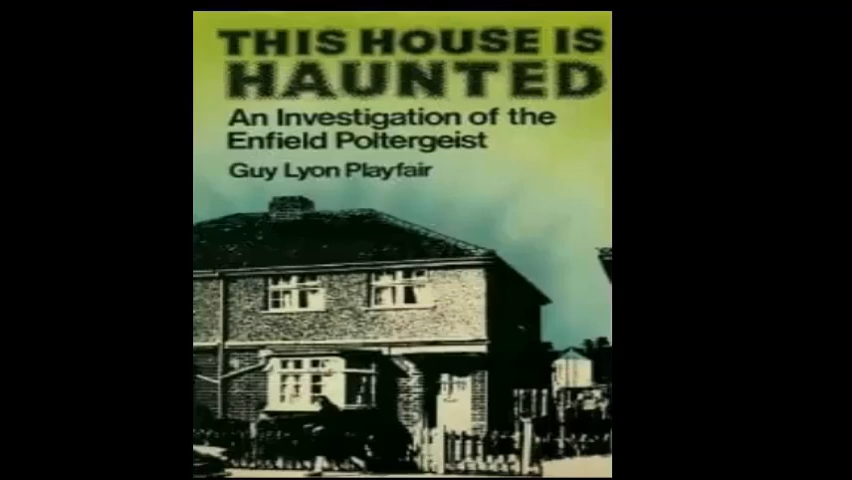 THIS HOUSE IS
HAUNTED
An Investigation of the
Enfield Poltergeist
Guy Lyon Playfair